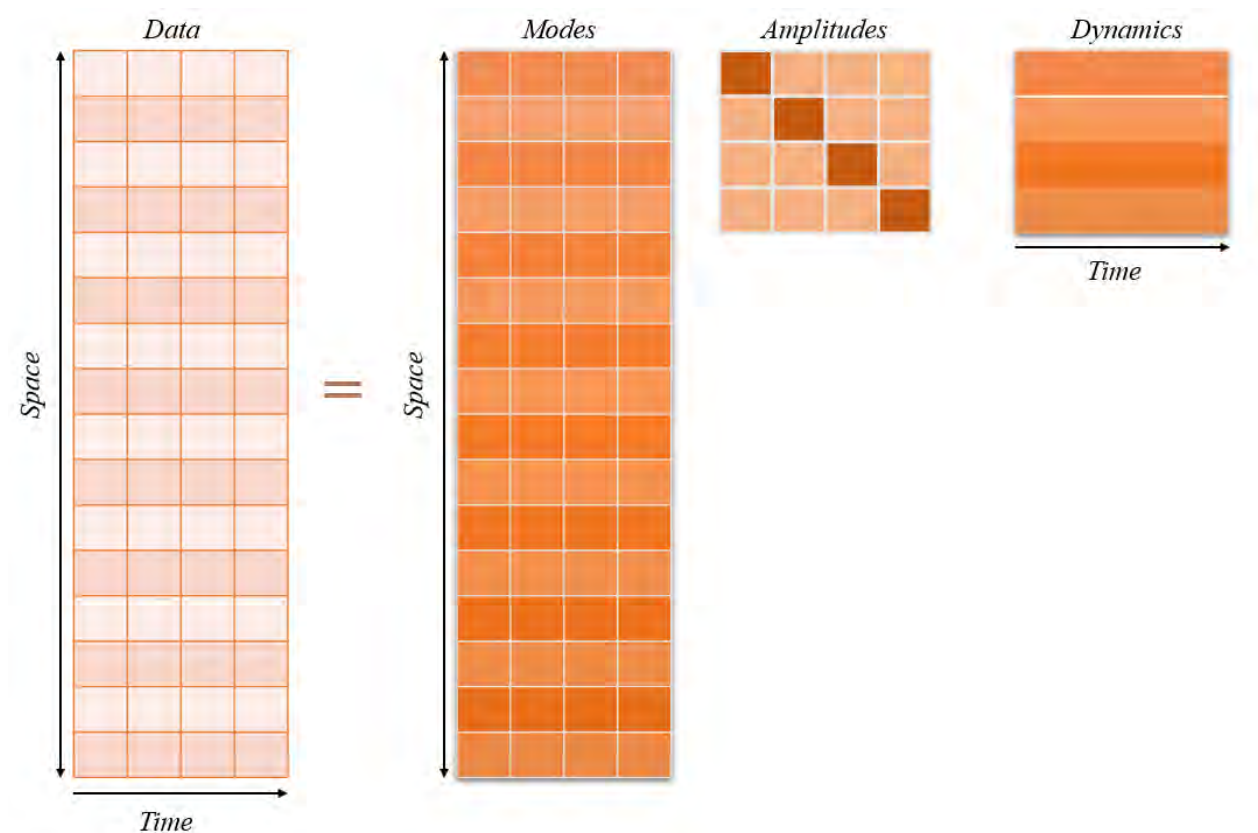 Data
Modes
Amplitudes
Dynamics
Time
Space
=
Space
Time